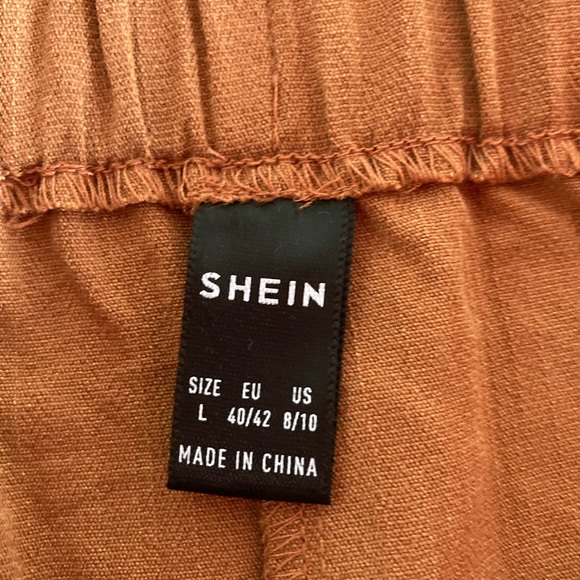 SHEIN
SIZE EU US
L 40/42 8/10
MADE IN CHINA